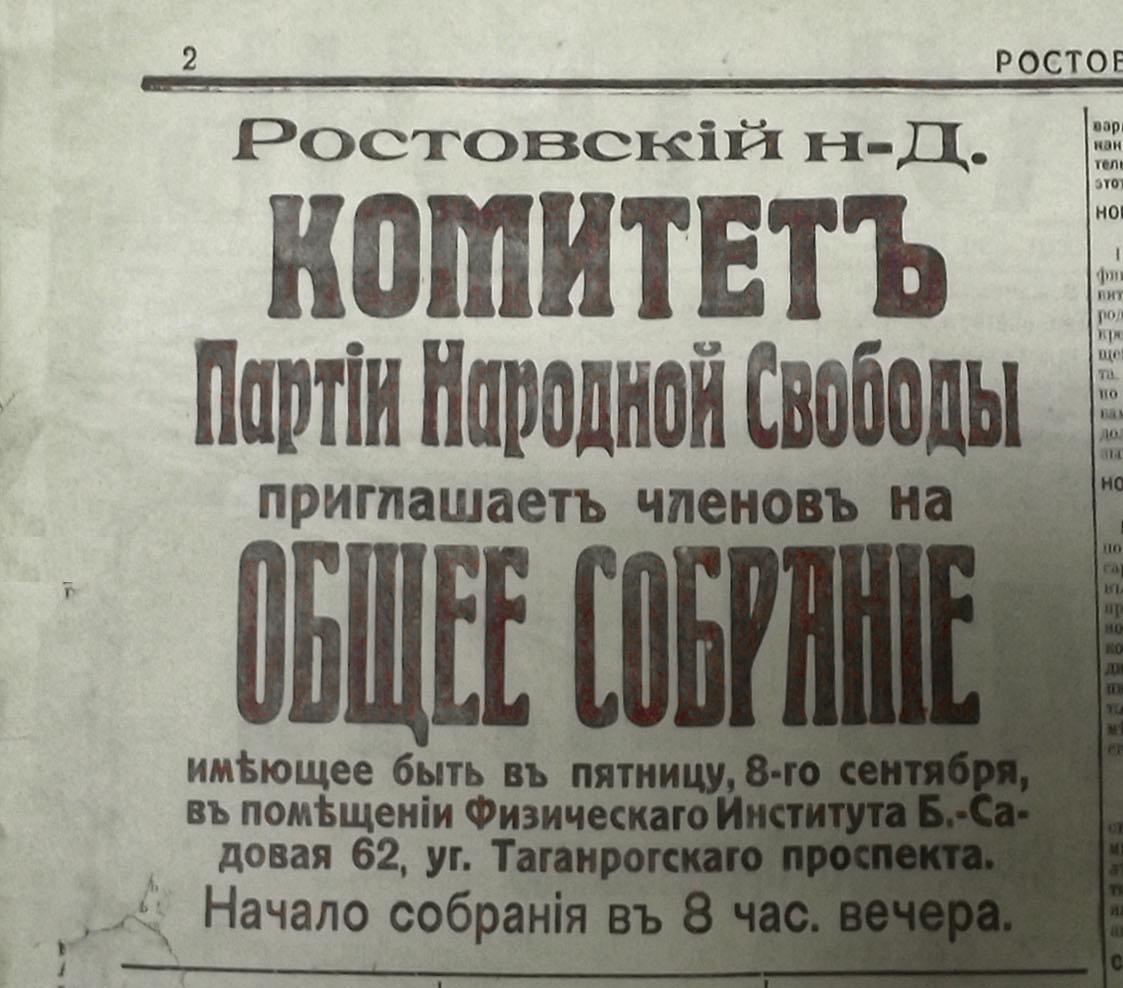 2
РОСТОВ
Ростовскій н-Д.
КОМИТЕТЪ
Партіи Народной Свободы
приглашаетъ членовъ на
ОБЩЕЕ СОБРАНІЕ
имѣющее быть въ пятницу, 8-го сентября,
въ помѣщеніи Физическаго Института Б.-Са-
довая 62, уг. Таганрогскаго проспекта.
Начало собранія въ 8 час. вечера.